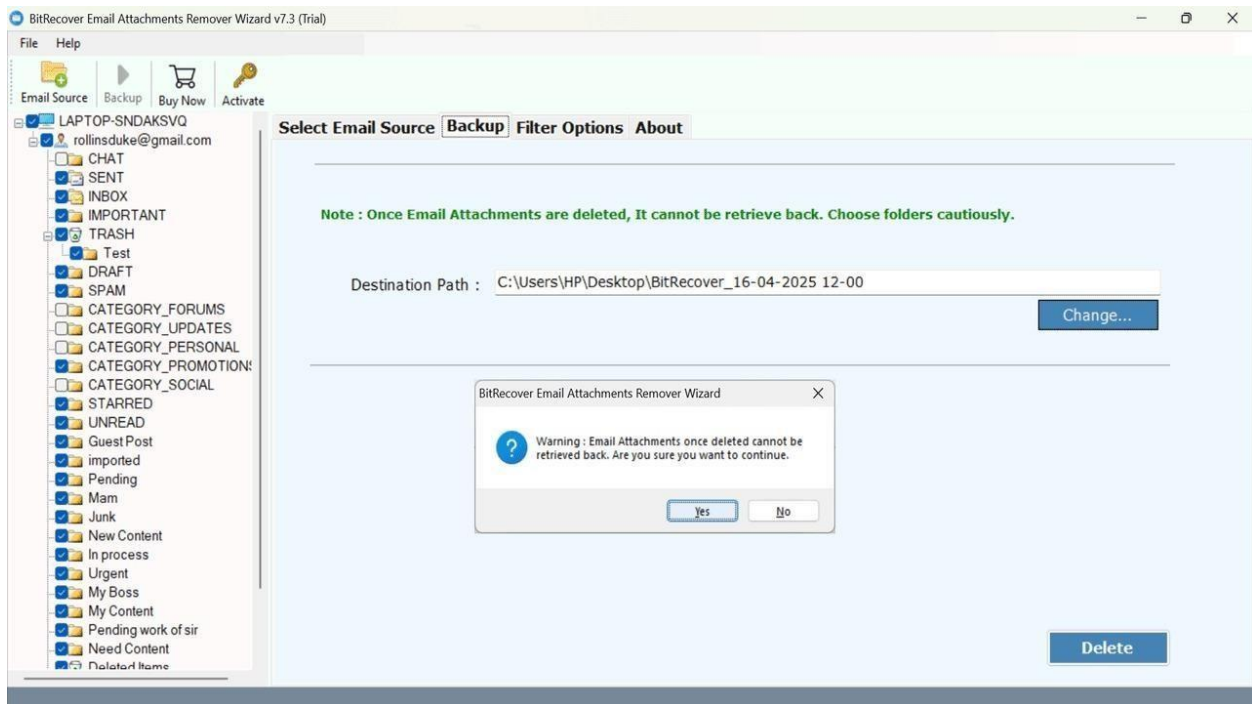 BitRecover Email Attachments Remover Wizard v7.3 (Trial)
File Help
Email Source Backup Buy Now Activate
LAPTOP-SNDAKSVQ
rollinsduke@gmail.com
CHAT
SENT
INBOX
IMPORTANT
TRASH
Test
DRAFT
SPAM
CATEGORY_FORUMS
CATEGORY_UPDATES
CATEGORY_PERSONAL
CATEGORY_PROMOTIONS
CATEGORY_SOCIAL
STARRED
UNREAD
Guest Post
imported
Pending
Mam
Junk
New Content
In process
Urgent
My Boss
My Content
Pending work of sir
Need Content
Deleted Items
Select Email Source Backup Filter Options About
Note : Once Email Attachments are deleted, It cannot be retrieve back. Choose folders cautiously.
Destination Path : C:\Users\HP\Desktop\BitRecover_16-04-2025 12-00
Change...
BitRecover Email Attachments Remover Wizard
Warning : Email Attachments once deleted cannot be
retrieved back. Are you sure you want to continue.
Yes No
Delete